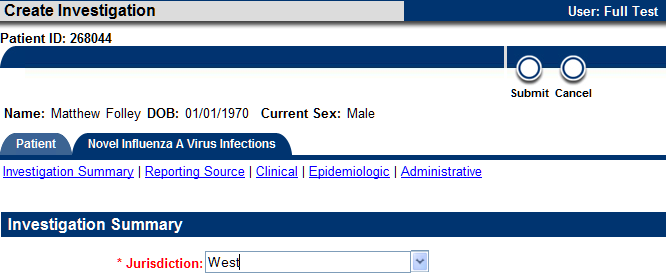 Create Investigation User: Full Test
Patient ID: 268044
Submit Cancel
Name: Matthew Folley DOB: 01/01/1970 Current Sex: Male
Patient Novel Influenza A Virus Infections
Investigation Summary | Reporting Source | Clinical | Epidemiologic | Administrative
Investigation Summary
* Jurisdiction: West